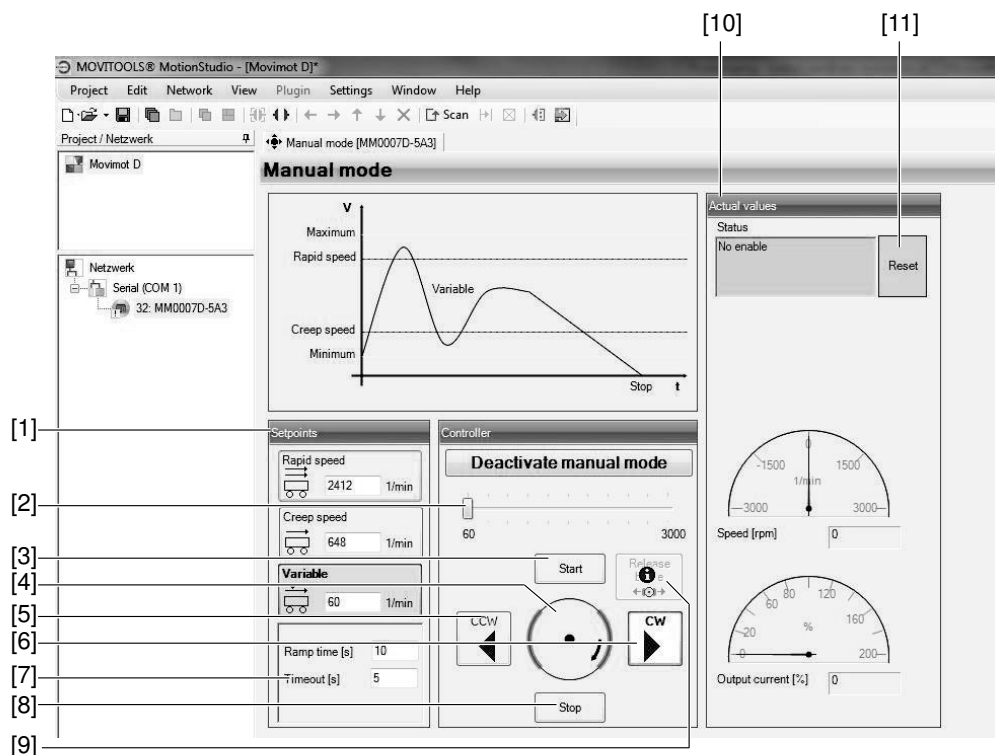 [10] [11]
MOVITOOLS® MotionStudio - [Movimot D]*
Project Edit Network View Plugin Settings Window Help
Scan
Project / Netzwerk
Manual mode [MM0007D-5A3]
Movimot D
Manual mode
Netzwerk
Serial (COM 1)
32: MM0007D-5A3
V
Maximum
Rapid speed
Variable
Creep speed
Minimum
Stop t
Actual values
Status
No enable
Reset
[1]
Setpoints
Rapid speed
2412 1/min
Creep speed
648 1/min
Variable
60 1/min
Ramp time [s] 10
Timeout [s] 5
Controller
Deactivate manual mode
[2]
60 3000
[3]
Start
Release
[4]
[5]
CCW
CW
[6]
[7]
[8]
Stop
[9]
0
-1500 1500
1/min
-3000 3000
Speed [rpm] 0
80 120
60 160
%
20 200
0
Output current [%] 0